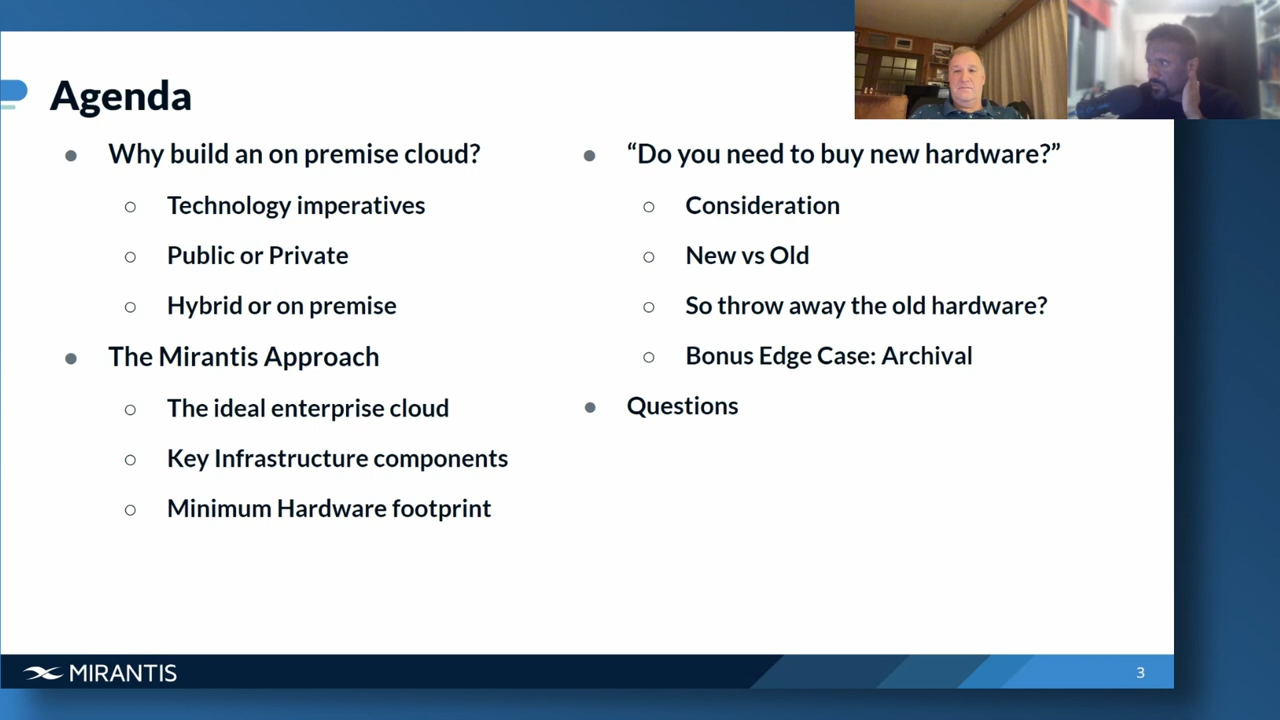 Agenda
Why build an on premise cloud?
Technology imperatives
Public or Private
Hybrid or on premise
The Mirantis Approach
The ideal enterprise cloud
Key Infrastructure components
Minimum Hardware footprint
“Do you need to buy new hardware?”
Consideration
New vs Old
So throw away the old hardware?
Bonus Edge Case: Archival
Questions
MIRANTIS
3